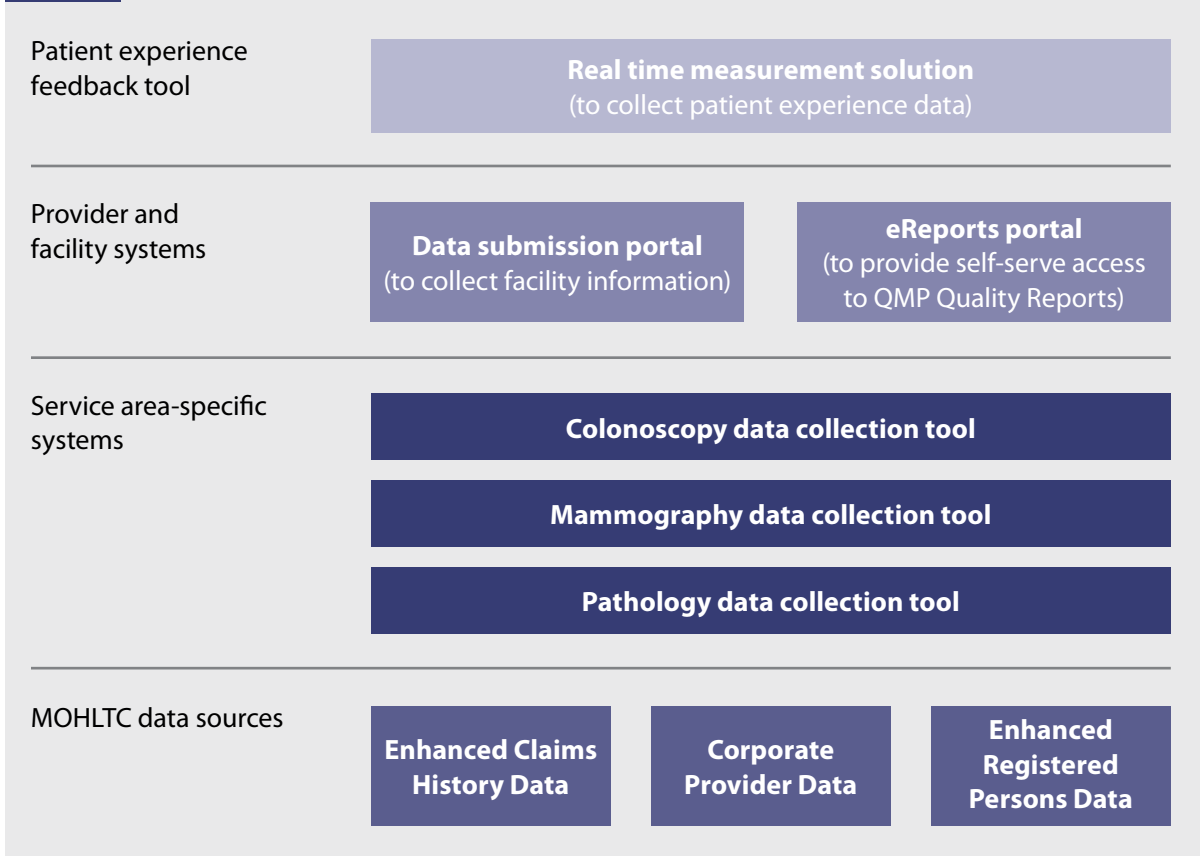 Patient experience
feedback tool
Real time measurement solution
(to collect patient experience data)
Provider and
facility systems
Data submission portal
(to collect facility information)
eReports portal
(to provide self-serve access
to QMP Quality Reports)
Service area-specific
systems
Colonoscopy data collection tool
Mammography data collection tool
Pathology data collection tool
MOHLTC data sources
Enhanced Claims
History Data
Corporate
Provider Data
Enhanced
Registered
Persons Data